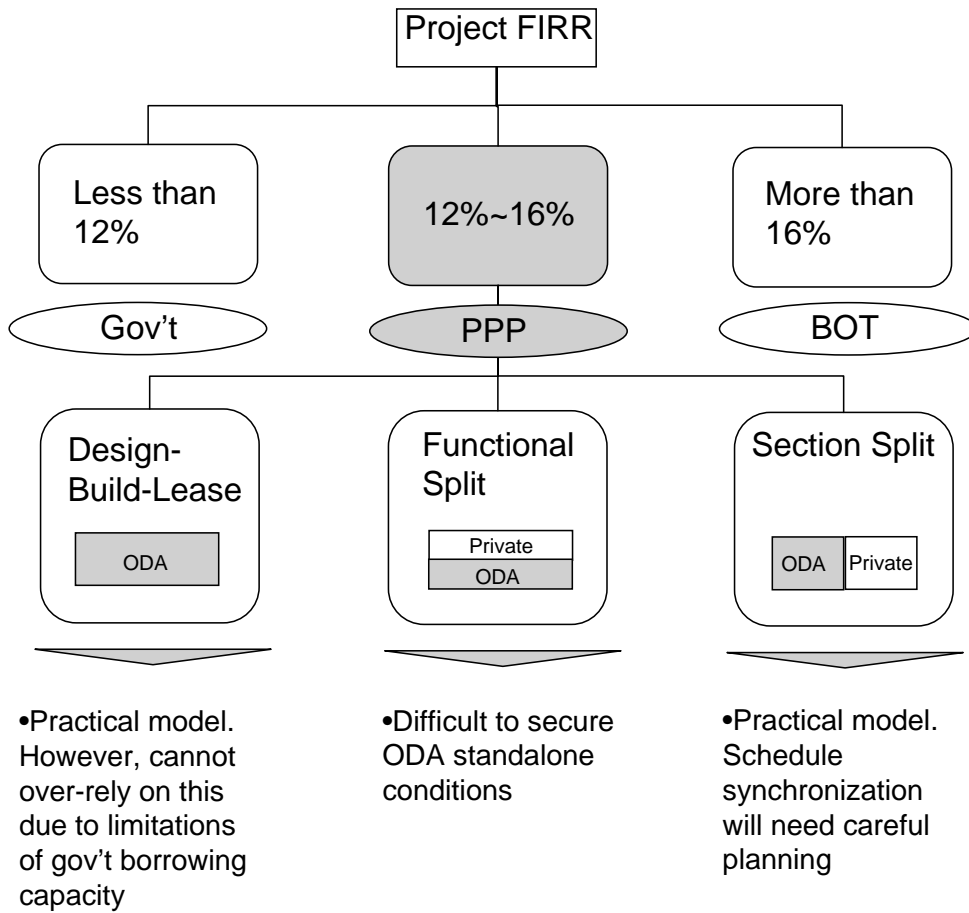 Project FIRR
Less than
12%
12%~16%
More than
16%
Gov't
PPP
BOT
Design-
Build-Lease
ODA
Functional
Split
Private
ODA
Section Split
ODA
Private
•Practical model.
However, cannot
over-rely on this
due to limitations
of gov't borrowing
capacity
•Difficult to secure
ODA standalone
conditions
•Practical model.
Schedule
synchronization
will need careful
planning